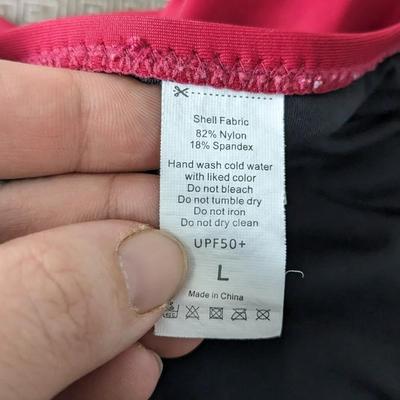 Shell Fabric
82% Nylon
18% Spandex
Hand wash cold water
with liked color
Do not bleach
Do not tumble dry
Do not iron
Do not dry clean
UPF50+
L
Made in China